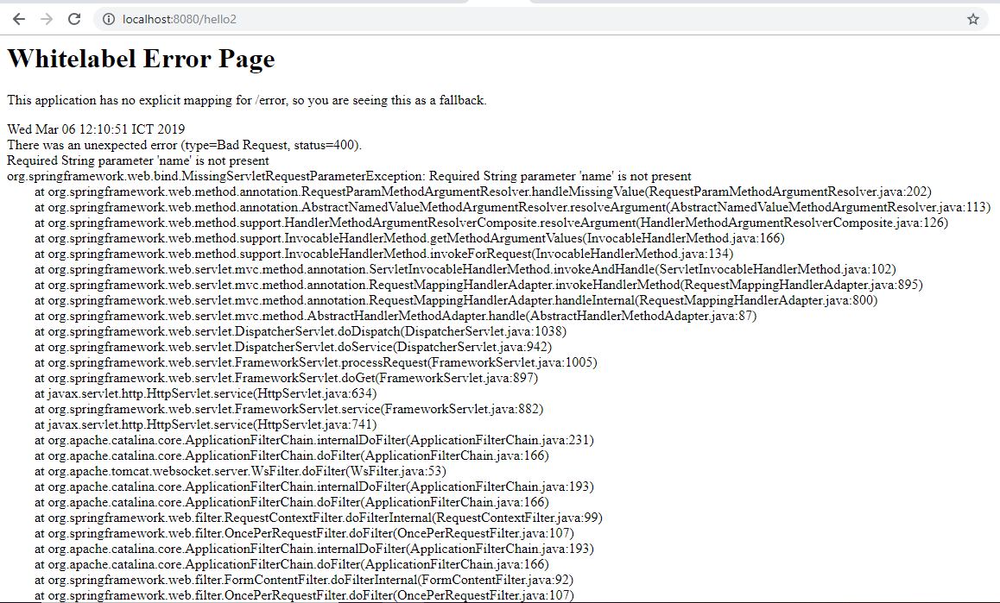 localhost:8080/hello2
Whitelabel Error Page
This application has no explicit mapping for /error, so you are seeing this as a fallback.
Wed Mar 06 12:10:51 ICT 2019
There was an unexpected error (type=Bad Request, status=400).
Required String parameter 'name' is not present
org.springframework.web.bind.MissingServletRequestParameterException: Required String parameter 'name' is not present
at org.springframework.web.method.annotation.RequestParamMethodArgumentResolver.handleMissingValue(RequestParamMethodArgumentResolver.java:202)
at org.springframework.web.method.annotation.AbstractNamedValueMethodArgumentResolver.resolveArgument(AbstractNamedValueMethodArgumentResolver.java:113)
at org.springframework.web.method.support.HandlerMethodArgumentResolverComposite.resolveArgument(HandlerMethodArgumentResolverComposite.java:126)
at org.springframework.web.method.support.InvocableHandlerMethod.getMethodArgumentValues(InvocableHandlerMethod.java:166)
at org.springframework.web.method.support.InvocableHandlerMethod.invokeForRequest(InvocableHandlerMethod.java:134)
at org.springframework.web.servlet.mvc.method.annotation.ServletInvocableHandlerMethod.invokeAndHandle(ServletInvocableHandlerMethod.java:102)
at org.springframework.web.servlet.mvc.method.annotation.RequestMappingHandlerAdapter.invokeHandlerMethod(RequestMappingHandlerAdapter.java:895)
at org.springframework.web.servlet.mvc.method.annotation.RequestMappingHandlerAdapter.handleInternal(RequestMappingHandlerAdapter.java:800)
at org.springframework.web.servlet.mvc.method.AbstractHandlerMethodAdapter.handle(AbstractHandlerMethodAdapter.java:87)
at org.springframework.web.servlet.DispatcherServlet.doDispatch(DispatcherServlet.java:1038)
at org.springframework.web.servlet.DispatcherServlet.doService(DispatcherServlet.java:942)
at org.springframework.web.servlet.FrameworkServlet.processRequest(FrameworkServlet.java:1005)
at org.springframework.web.servlet.FrameworkServlet.doGet(FrameworkServlet.java:897)
at javax.servlet.http.HttpServlet.service(HttpServlet.java:634)
at org.springframework.web.servlet.FrameworkServlet.service(FrameworkServlet.java:882)
at javax.servlet.http.HttpServlet.service(HttpServlet.java:741)
at org.apache.catalina.core.ApplicationFilterChain.internalDoFilter(ApplicationFilterChain.java:231)
at org.apache.catalina.core.ApplicationFilterChain.doFilter(ApplicationFilterChain.java:166)
at org.apache.tomcat.websocket.server.WsFilter.doFilter(WsFilter.java:53)
at org.apache.catalina.core.ApplicationFilterChain.internalDoFilter(ApplicationFilterChain.java:193)
at org.apache.catalina.core.ApplicationFilterChain.doFilter(ApplicationFilterChain.java:166)
at org.springframework.web.filter.RequestContextFilter.doFilterInternal(RequestContextFilter.java:99)
at org.springframework.web.filter.OncePerRequestFilter.doFilter(OncePerRequestFilter.java:107)
at org.apache.catalina.core.ApplicationFilterChain.internalDoFilter(ApplicationFilterChain.java:193)
at org.apache.catalina.core.ApplicationFilterChain.doFilter(ApplicationFilterChain.java:166)
at org.springframework.web.filter.FormContentFilter.doFilterInternal(FormContentFilter.java:92)
at org.springframework.web.filter.OncePerRequestFilter.doFilter(OncePerRequestFilter.java:107)